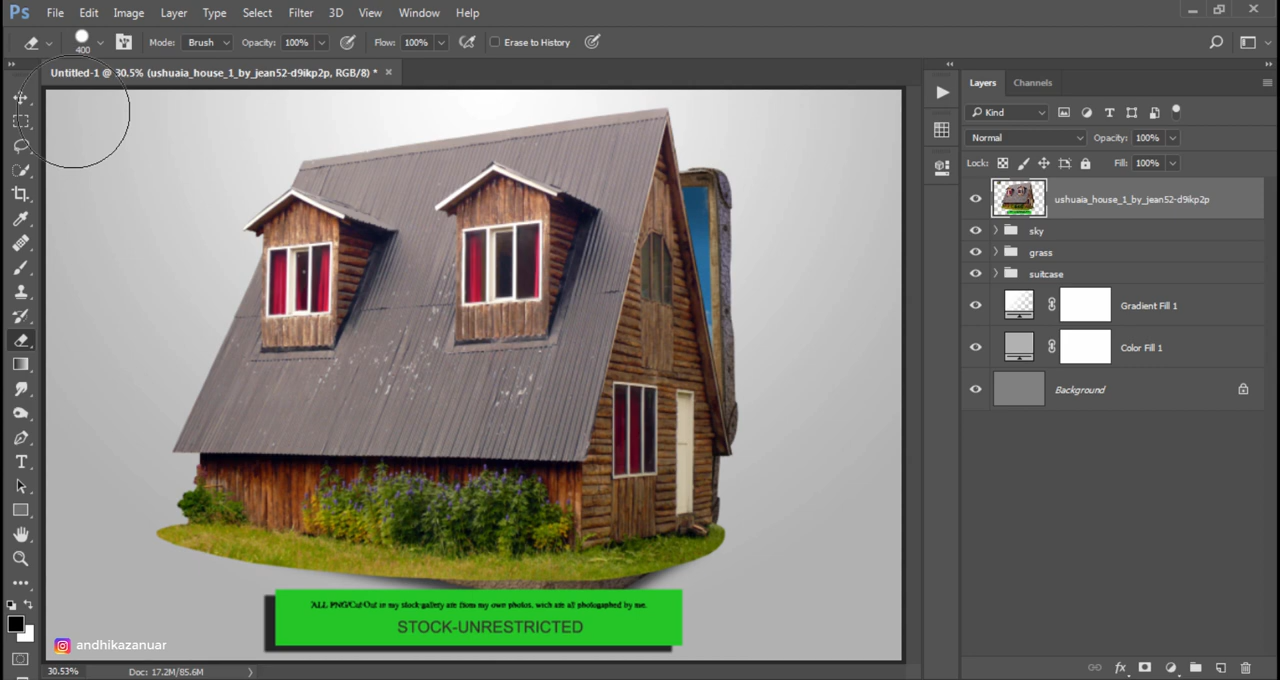 Ps File Edit Image Layer Type Select Filter 3D View Window Help
400 Mode: Brush Opacity: 100% Flow: 100% Erase to History
Untitled-1 @ 30.5% (ushuaia_house_1_by_jean52-d9ikp2p, RGB/8) *
Layers Channels
Kind
Normal Opacity: 100%
Lock: Fill: 100%
ushuaia_house_1_by_jean52-d9ikp2p
sky
grass
suitcase
Gradient Fill 1
Color Fill 1
Background
ALL PNG/Cut Out in my stock gallery are from my own photos, wich are all photographed by me.
STOCK-UNRESTRICTED
andhikazanuar
30.53% Doc: 17.2M/85.6M
fx